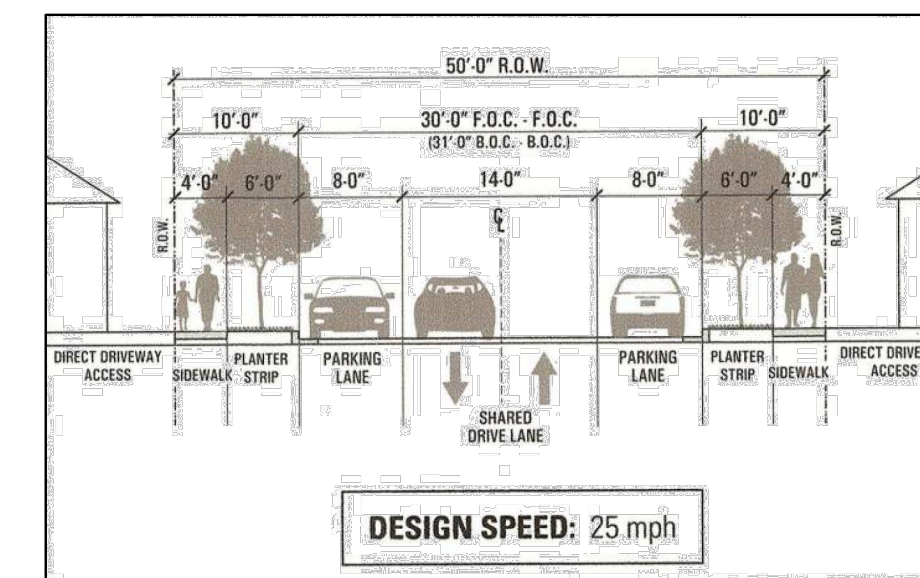 50'-0" R.O.W.
10'-0"
30'-0" F.O.C. - F.O.C.
10'-0"
(31'-0" B.O.C. - B.O.C.)
4'-0"
6'-0"
8-0"
14-0"
8-0"
6'-0"
4'-0"
R.O.W.
℄
R.O.W.
DIRECT DRIVEWAY
ACCESS
SIDEWALK
PLANTER
STRIP
PARKING
LANE
SHARED
DRIVE LANE
PARKING
LANE
PLANTER
STRIP
SIDEWALK
DIRECT DRIVE
ACCESS
DESIGN SPEED: 25 mph